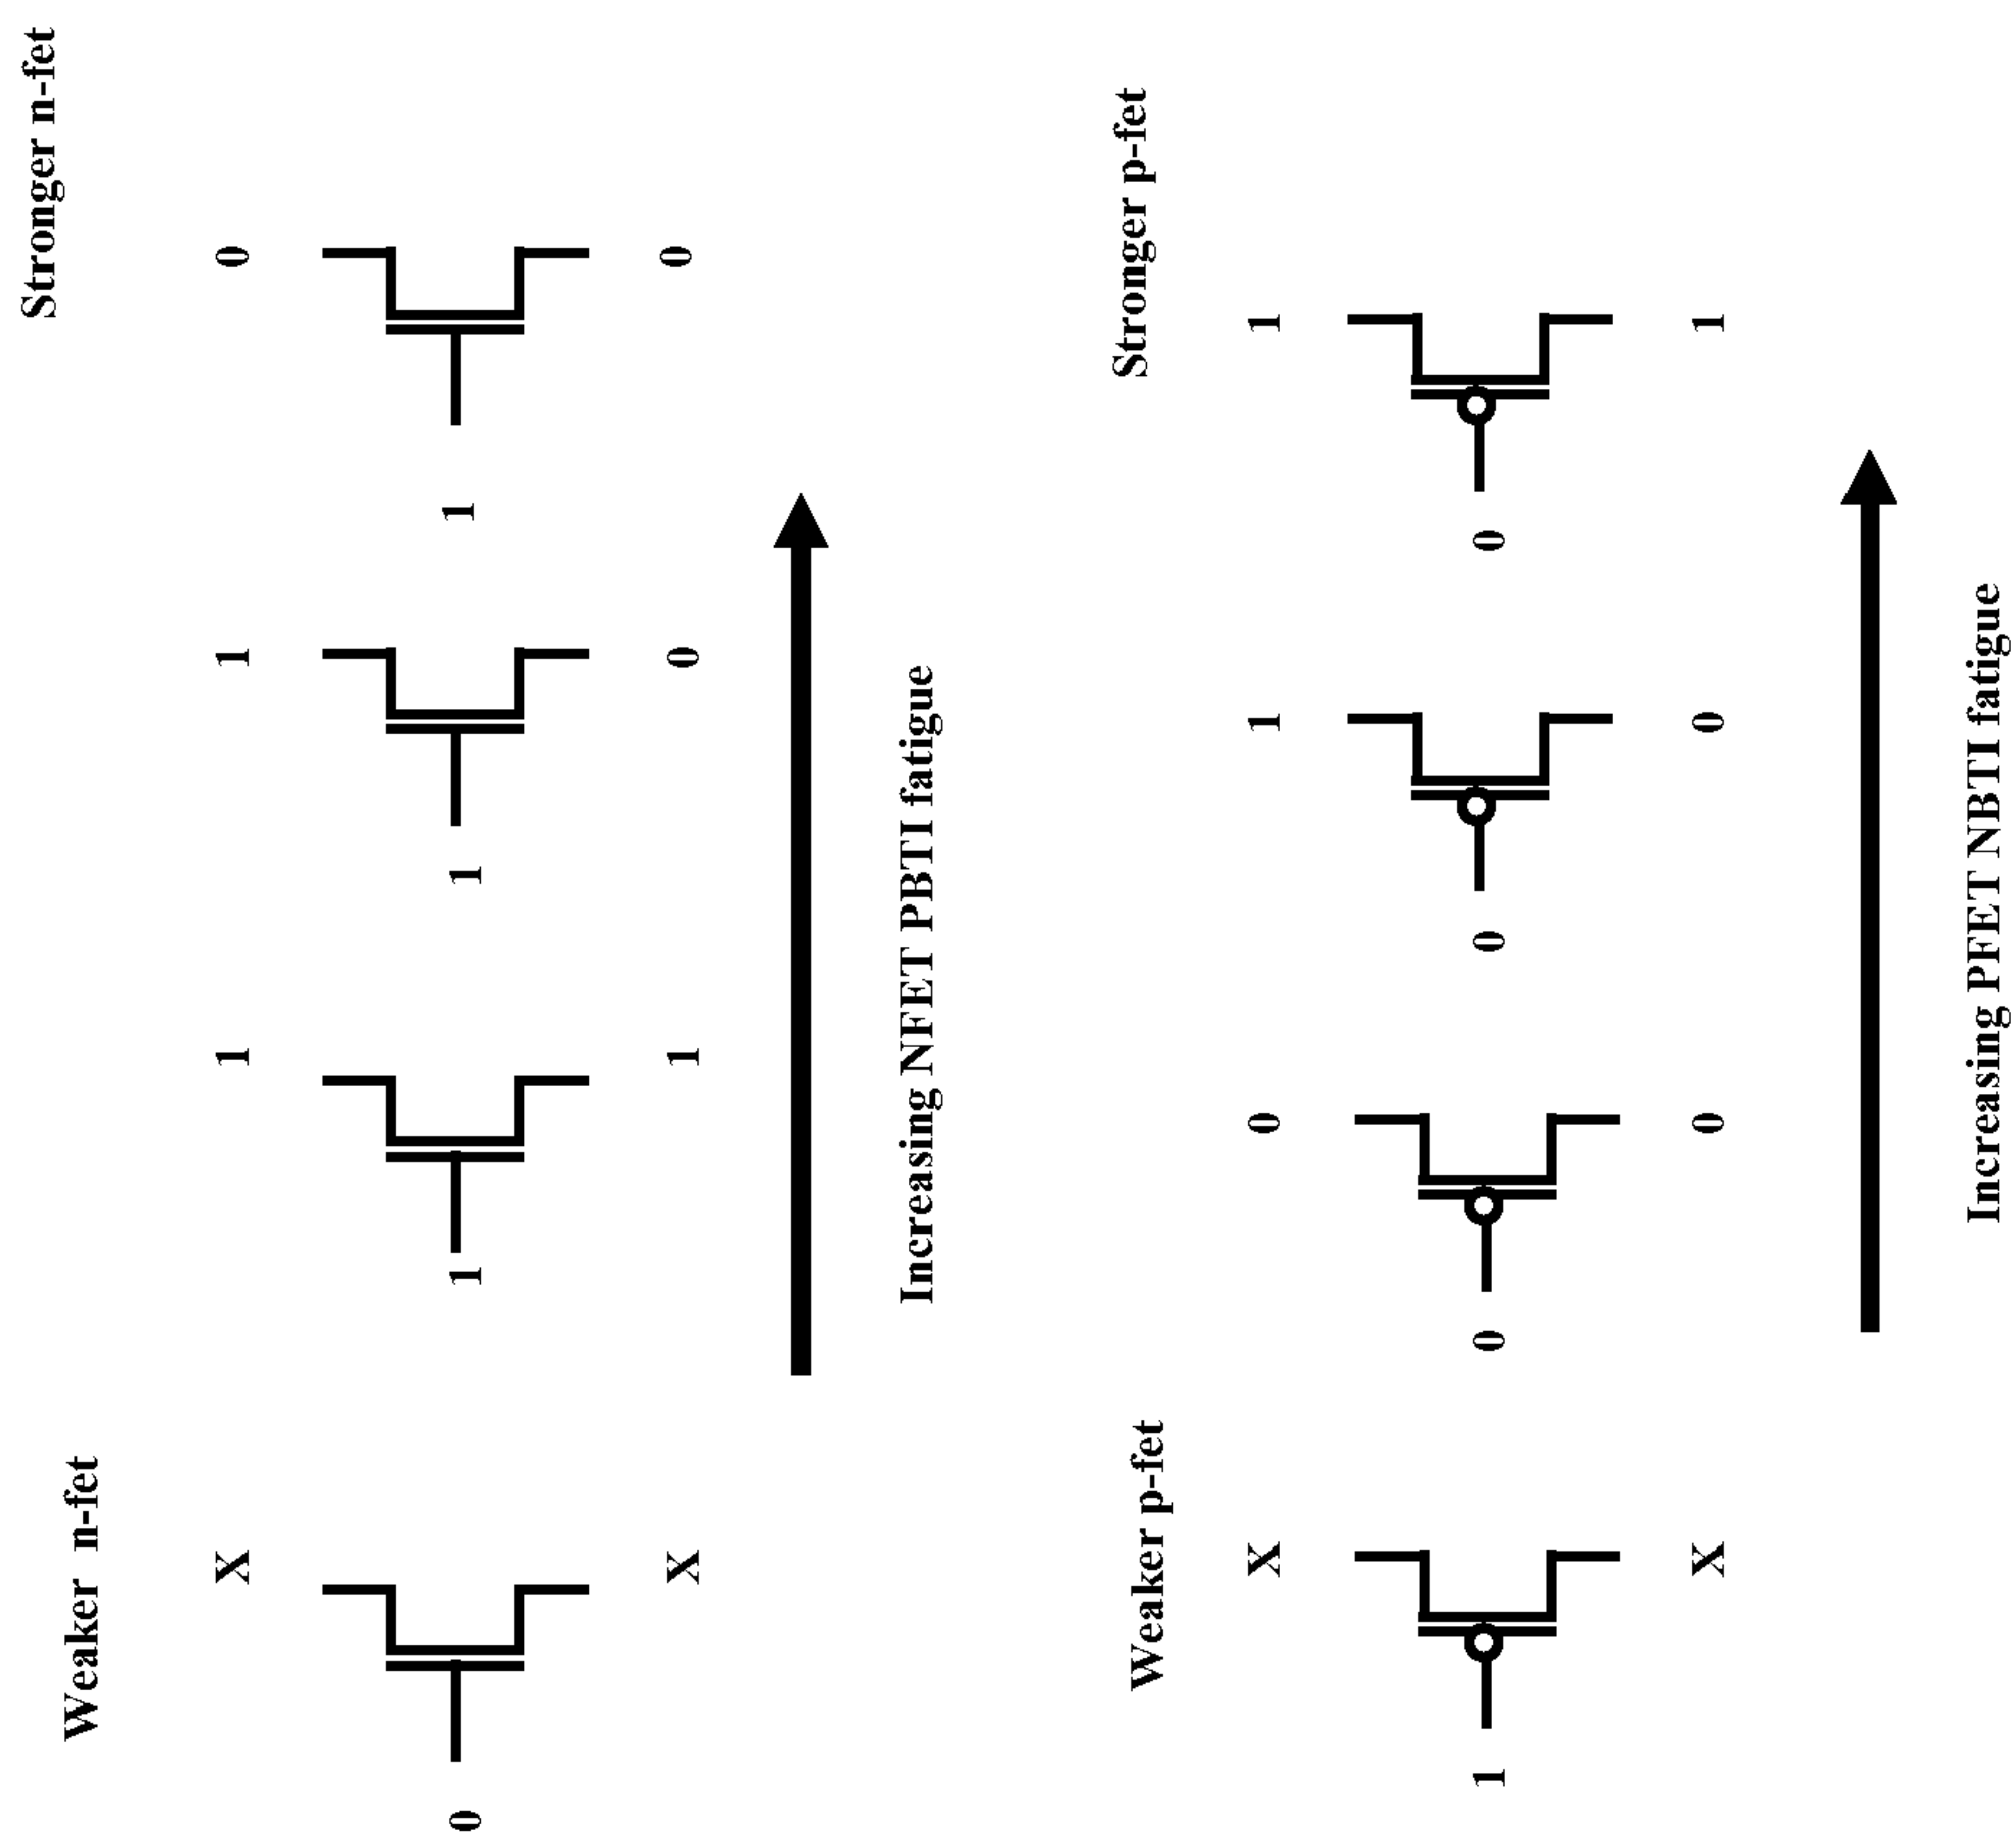 Weaker n-fet Stronger n-fet
X 1 1 0
0 1 1 1
X 1 0 0
Increasing NFET PBTI fatigue
Weaker p-fet Stronger p-fet
X 0 1 1
1 0 0 0
X 0 0 1
Increasing PFET NBTI fatigue